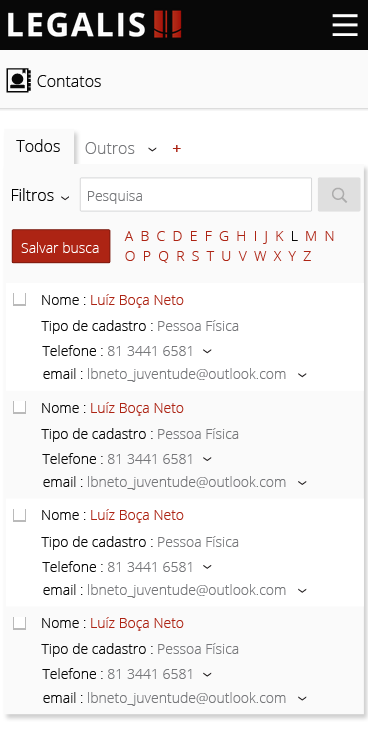 LEGALIS
Contatos
Todos Outros +
Filtros Pesquisa
Salvar busca
A B C D E F G H I J K L M N
O P Q R S T U V W X Y Z
Nome : Luíz Boça Neto
Tipo de cadastro : Pessoa Física
Telefone : 81 3441 6581
email : lbneto_juventude@outlook.com
Nome : Luíz Boça Neto
Tipo de cadastro : Pessoa Física
Telefone : 81 3441 6581
email : lbneto_juventude@outlook.com
Nome : Luíz Boça Neto
Tipo de cadastro : Pessoa Física
Telefone : 81 3441 6581
email : lbneto_juventude@outlook.com
Nome : Luíz Boça Neto
Tipo de cadastro : Pessoa Física
Telefone : 81 3441 6581
email : lbneto_juventude@outlook.com